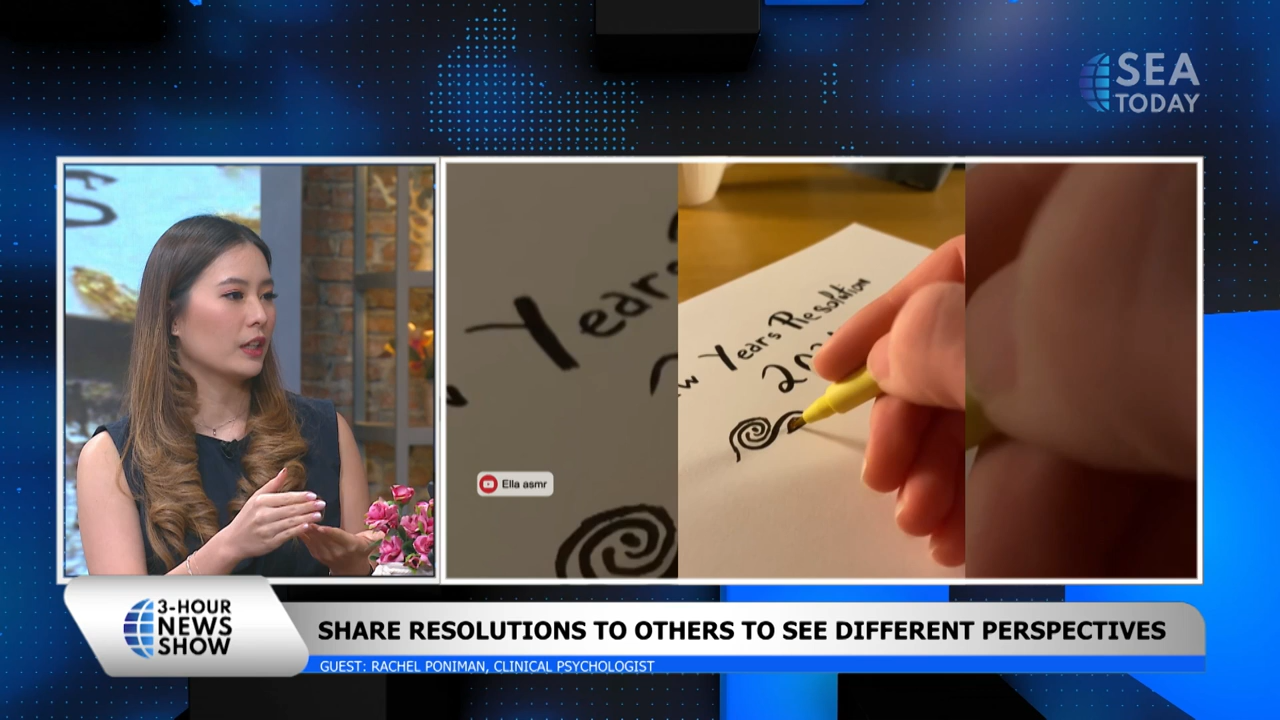 SEA
TODAY
Years
Years Resolution
Ella asmr
3-HOUR
NEWS
SHOW
SHARE RESOLUTIONS TO OTHERS TO SEE DIFFERENT PERSPECTIVES
GUEST: RACHEL PONIMAN, CLINICAL PSYCHOLOGIST